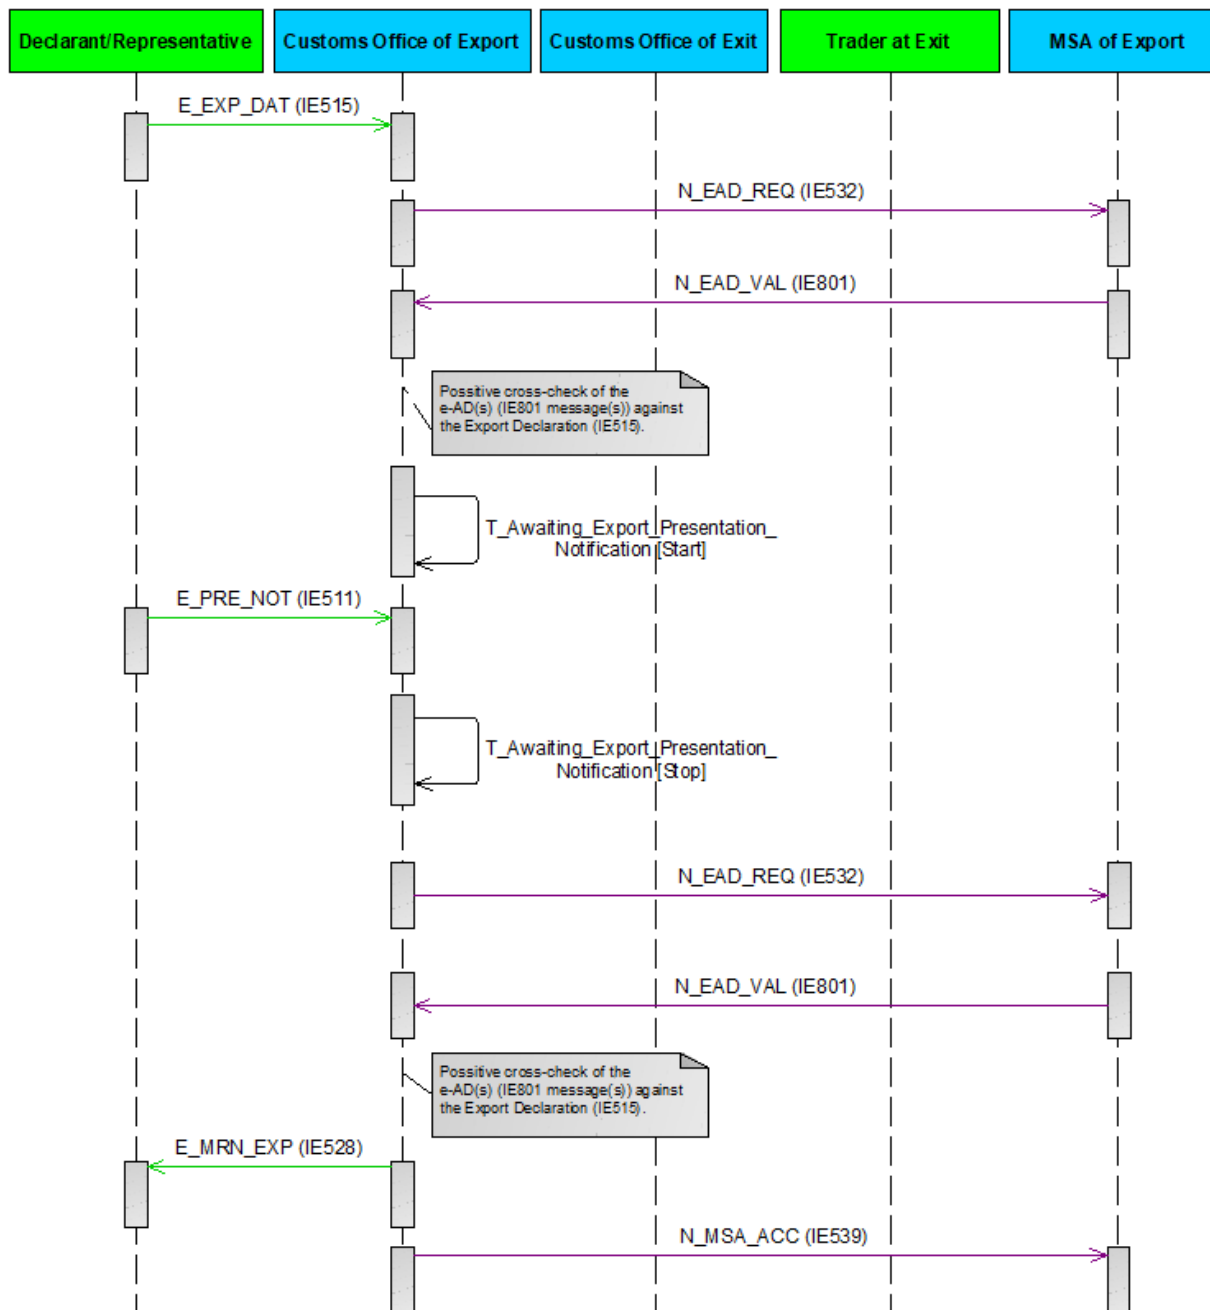 Declarant/Representative
Customs Office of Export
Customs Office of Exit
Trader at Exit
MSA of Export
E_EXP_DAT (IE515)
N_EAD_REQ (IE532)
N_EAD_VAL (IE801)
Possitive cross-check of the
e-AD(s) (IE801 message(s)) against
the Export Declaration (IE515).
T_Awaiting_Export_Presentation_
Notification [Start]
E_PRE_NOT (IE511)
T_Awaiting_Export_Presentation_
Notification [Stop]
N_EAD_REQ (IE532)
N_EAD_VAL (IE801)
Possitive cross-check of the
e-AD(s) (IE801 message(s)) against
the Export Declaration (IE515).
E_MRN_EXP (IE528)
N_MSA_ACC (IE539)